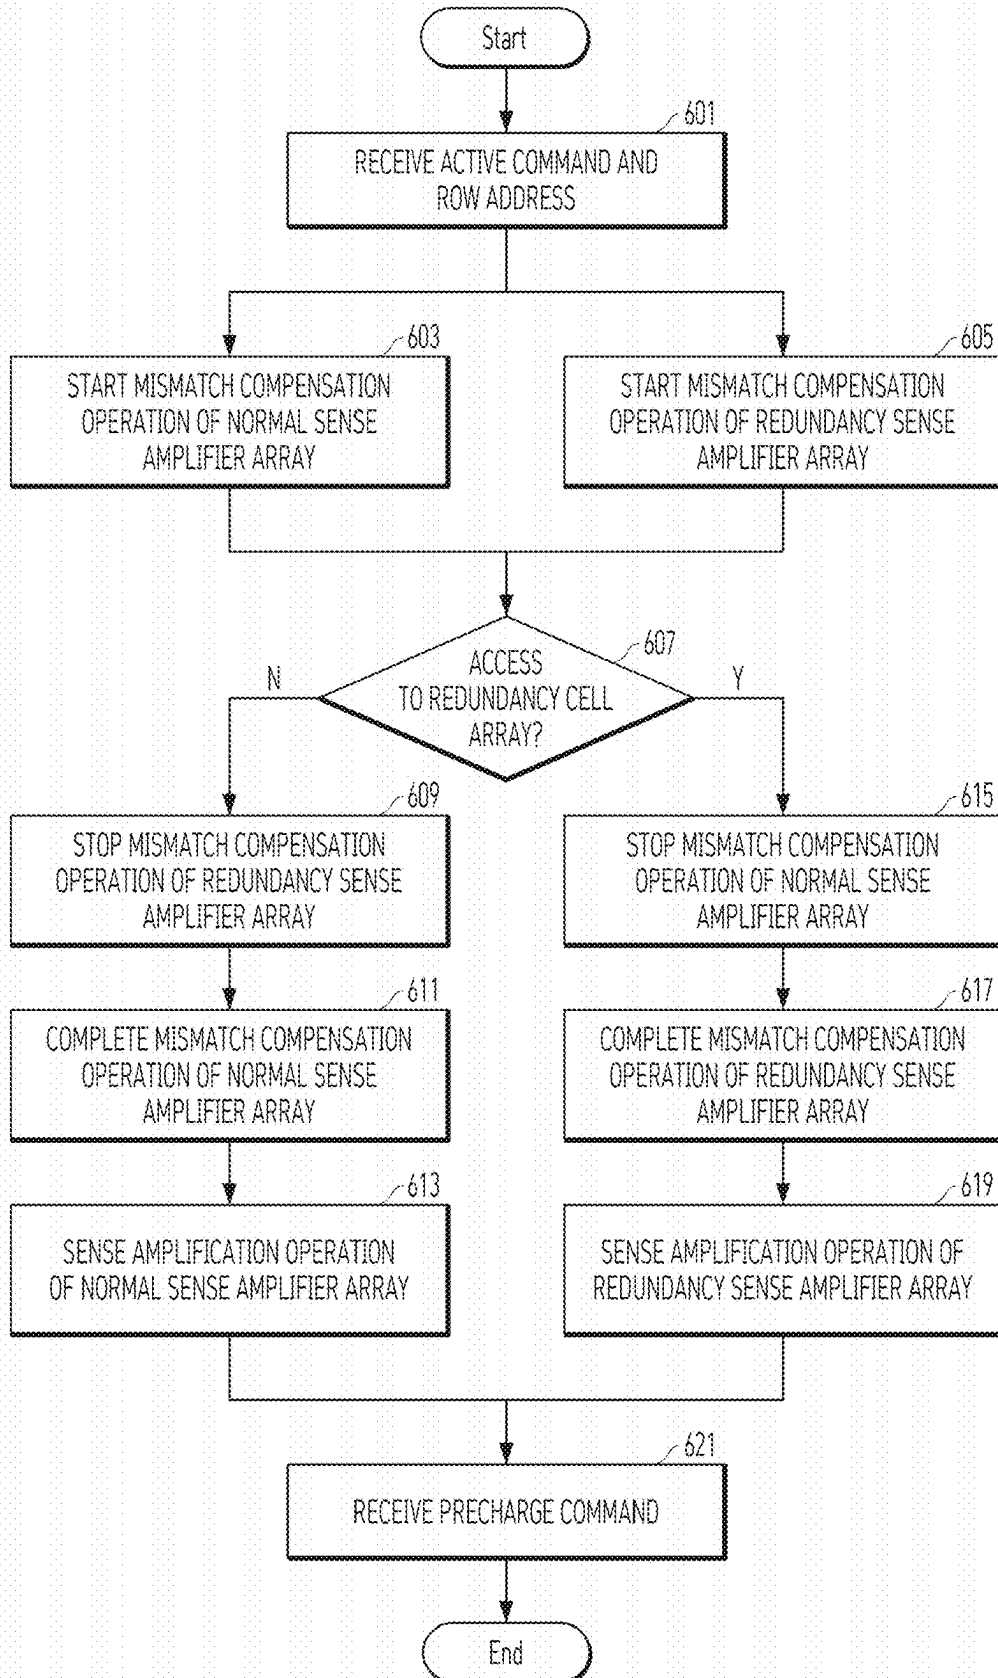 Start
601
RECEIVE ACTIVE COMMAND AND
ROW ADDRESS
603
START MISMATCH COMPENSATION
OPERATION OF NORMAL SENSE
AMPLIFIER ARRAY
605
START MISMATCH COMPENSATION
OPERATION OF REDUNDANCY SENSE
AMPLIFIER ARRAY
607
ACCESS
TO REDUNDANCY CELL
ARRAY?
N
Y
609
STOP MISMATCH COMPENSATION
OPERATION OF REDUNDANCY SENSE
AMPLIFIER ARRAY
611
COMPLETE MISMATCH COMPENSATION
OPERATION OF NORMAL SENSE
AMPLIFIER ARRAY
613
SENSE AMPLIFICATION OPERATION
OF NORMAL SENSE AMPLIFIER ARRAY
615
STOP MISMATCH COMPENSATION
OPERATION OF NORMAL SENSE
AMPLIFIER ARRAY
617
COMPLETE MISMATCH COMPENSATION
OPERATION OF REDUNDANCY SENSE
AMPLIFIER ARRAY
619
SENSE AMPLIFICATION OPERATION OF
REDUNDANCY SENSE AMPLIFIER ARRAY
621
RECEIVE PRECHARGE COMMAND
End